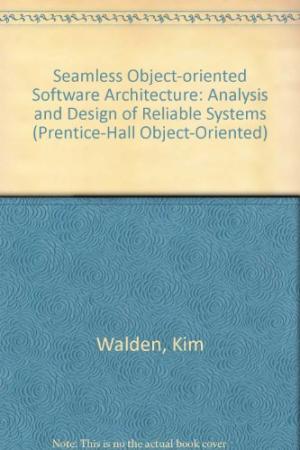 Seamless Object-oriented
Software Architecture: Analysis
and Design of Reliable Systems
(Prentice-Hall Object-Oriented)
Walden, Kim
Note: This is no the actual book cover